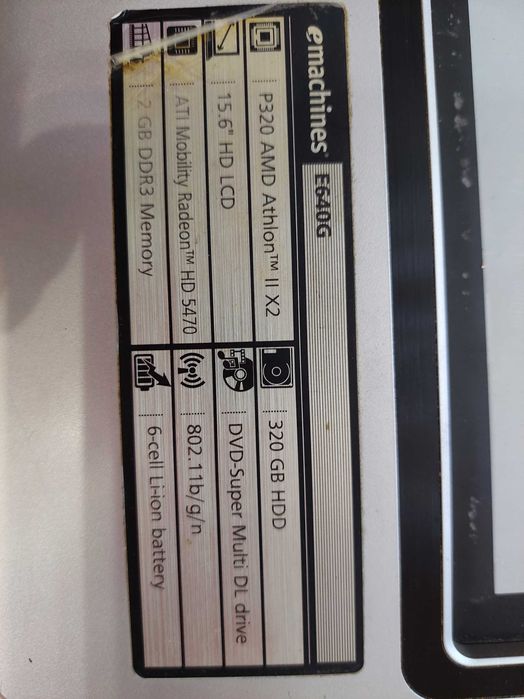 emachines E640G
P320 AMD Athlon™ II X2
15.6" HD LCD
ATI Mobility Radeon™ HD 5470
2 GB DDR3 Memory
320 GB HDD
DVD-Super Multi DL drive
802.11b/g/n
6-cell Li-ion battery